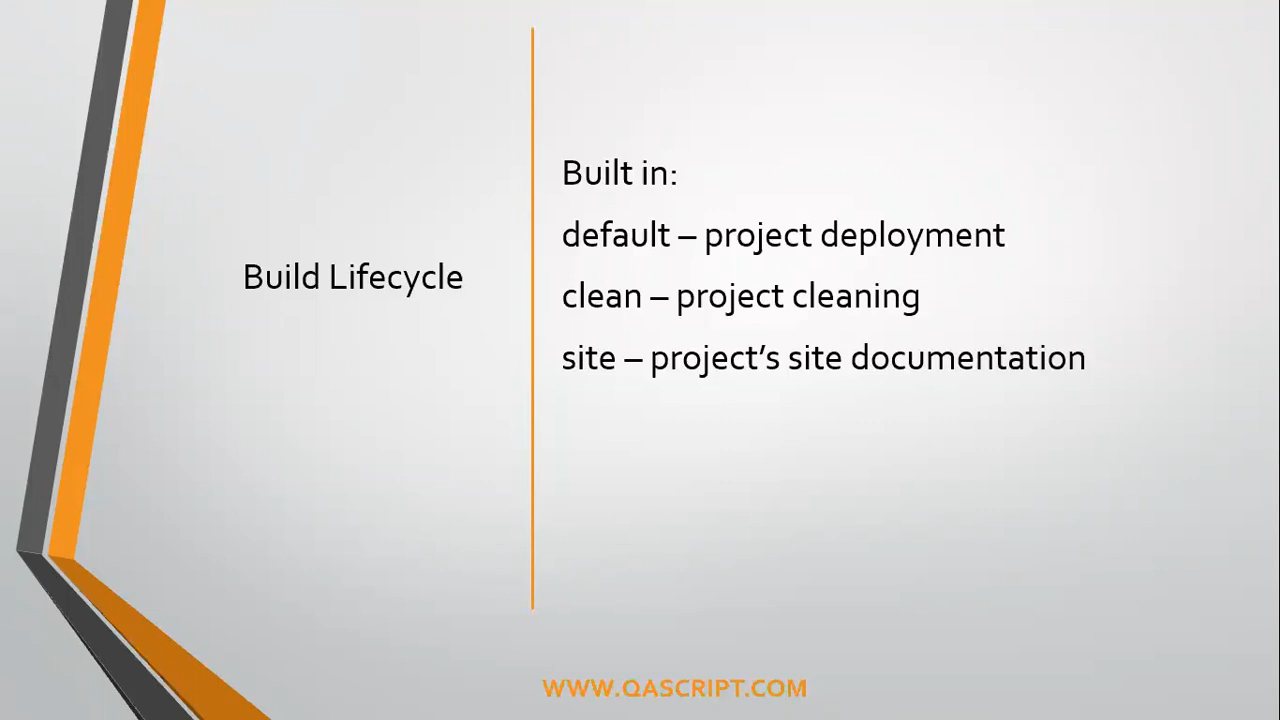 Build Lifecycle
Built in:
default – project deployment
clean – project cleaning
site – project’s site documentation
WWW.QASCRIPT.COM